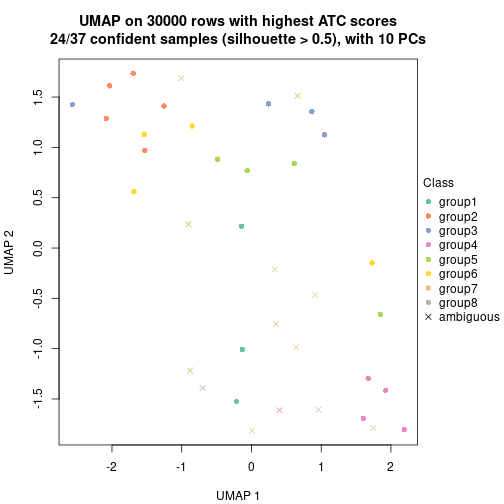 UMAP on 30000 rows with highest ATC scores
24/37 confident samples (silhouette > 0.5), with 10 PCs
UMAP 2
1.5
1.0
0.5
0.0
-0.5
-1.0
-1.5
-2 -1 0 1 2
UMAP 1
Class
group1
group2
group3
group4
group5
group6
group7
group8
ambiguous